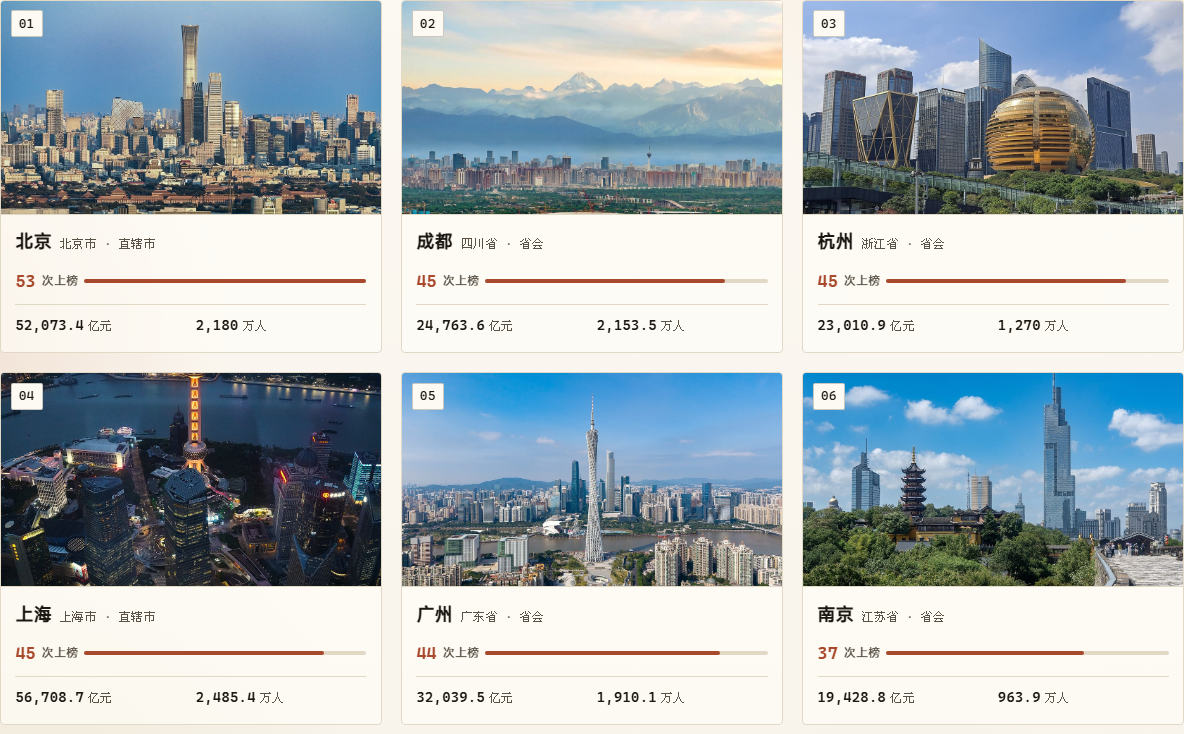 01
北京 北京市 · 直辖市
53 次上榜
52,073.4 亿元 2,180 万人
02
成都 四川省 · 省会
45 次上榜
24,763.6 亿元 2,153.5 万人
03
杭州 浙江省 · 省会
45 次上榜
23,010.9 亿元 1,270 万人
04
上海 上海市 · 直辖市
45 次上榜
56,708.7 亿元 2,485.4 万人
05
广州 广东省 · 省会
44 次上榜
32,039.5 亿元 1,910.1 万人
06
南京 江苏省 · 省会
37 次上榜
19,428.8 亿元 963.9 万人